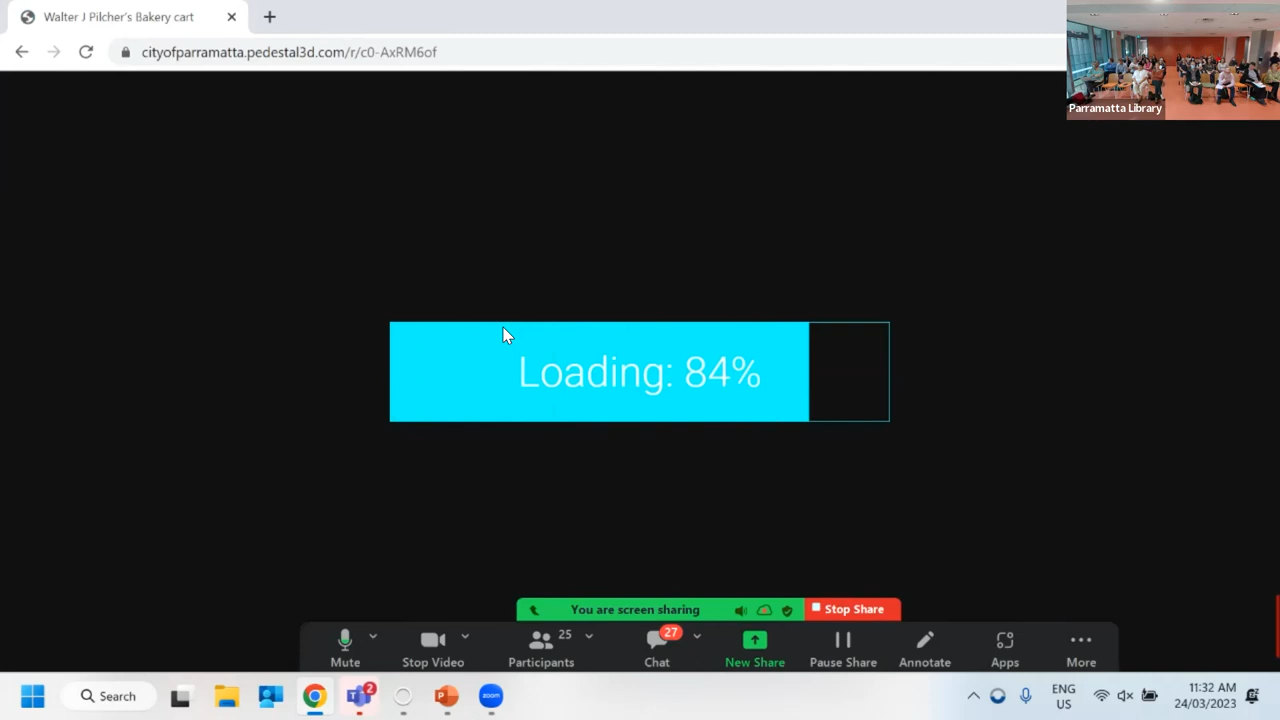 Walter J Pilcher's Bakery cart
cityofparramatta.pedestal3d.com/r/c0-AxRM6of
Parramatta Library
Loading: 84%
You are screen sharing
Stop Share
Mute
Stop Video
25
Participants
27
Chat
New Share
Pause Share
Annotate
Apps
More
Search
2
zoom
ENG
US
11:32 AM
24/03/2023